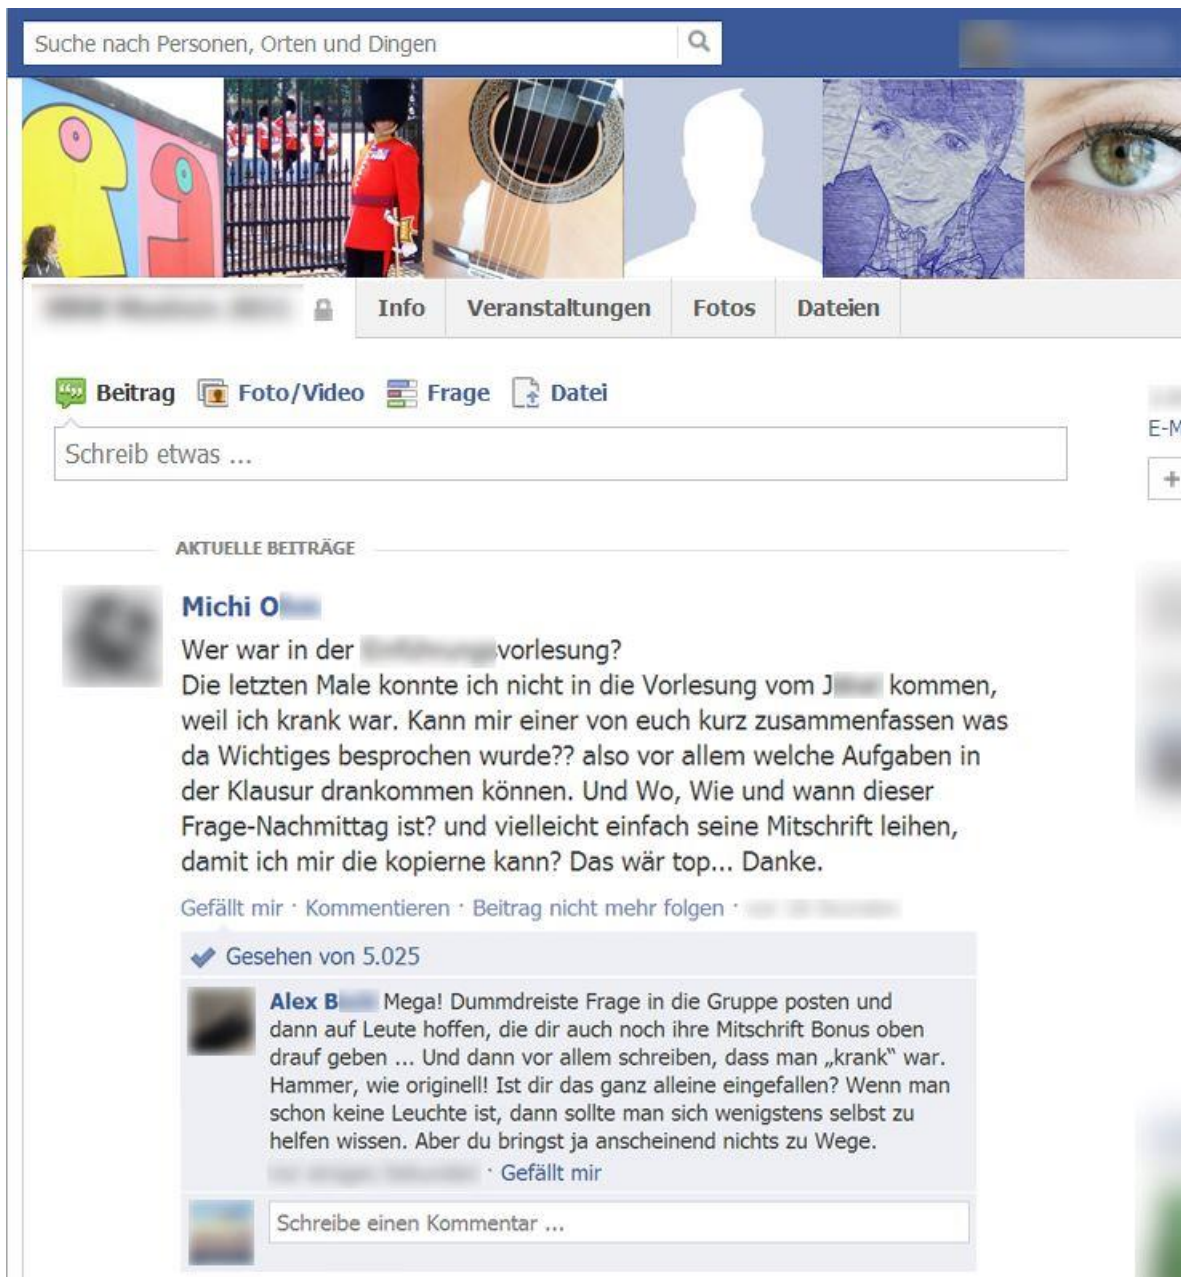 Suche nach Personen, Orten und Dingen
Info Veranstaltungen Fotos Dateien
Beitrag Foto/Video Frage Datei
Schreib etwas ...
E-M
+
AKTUELLE BEITRÄGE
Michi O
Wer war in der vorlesung?
Die letzten Male konnte ich nicht in die Vorlesung vom J kommen,
weil ich krank war. Kann mir einer von euch kurz zusammenfassen was
da Wichtiges besprochen wurde?? also vor allem welche Aufgaben in
der Klausur drankommen können. Und Wo, Wie und wann dieser
Frage-Nachmittag ist? und vielleicht einfach seine Mitschrift leihen,
damit ich mir die kopierne kann? Das wär top... Danke.
Gefällt mir · Kommentieren · Beitrag nicht mehr folgen ·
Gesehen von 5.025
Alex B Mega! Dummdreiste Frage in die Gruppe posten und
dann auf Leute hoffen, die dir auch noch ihre Mitschrift Bonus oben
drauf geben ... Und dann vor allem schreiben, dass man „krank“ war.
Hammer, wie originell! Ist dir das ganz alleine eingefallen? Wenn man
schon keine Leuchte ist, dann sollte man sich wenigstens selbst zu
helfen wissen. Aber du bringst ja anscheinend nichts zu Wege.
· Gefällt mir
Schreibe einen Kommentar ...